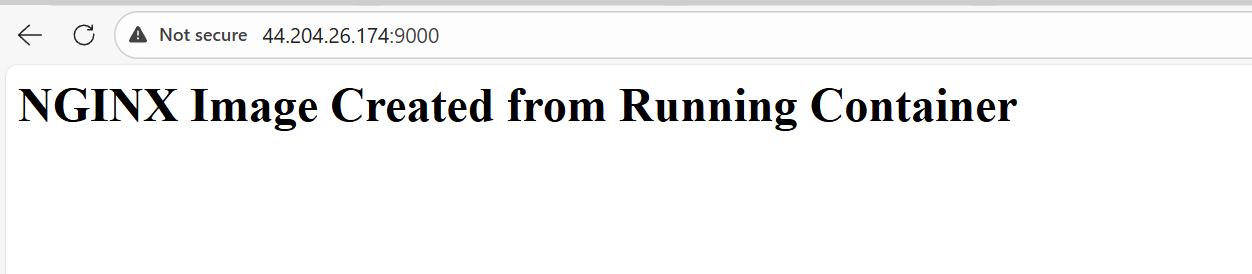 Not secure 44.204.26.174:9000
NGINX Image Created from Running Container